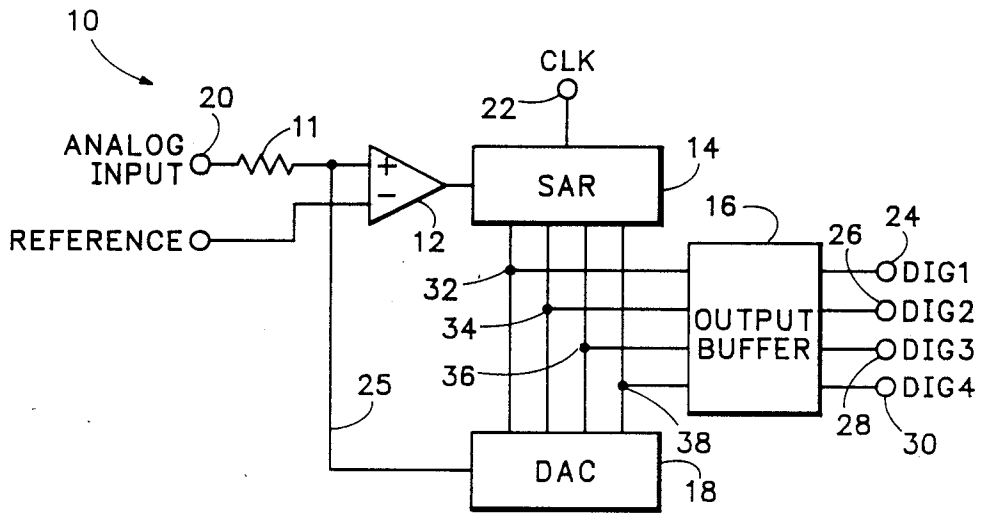 10
CLK
20
11
22
ANALOG
INPUT
+
SAR
14
−
12
16
REFERENCE
24
26
32
DIG1
34
OUTPUT
DIG2
BUFFER
DIG3
36
25
DIG4
38
28
30
DAC
18